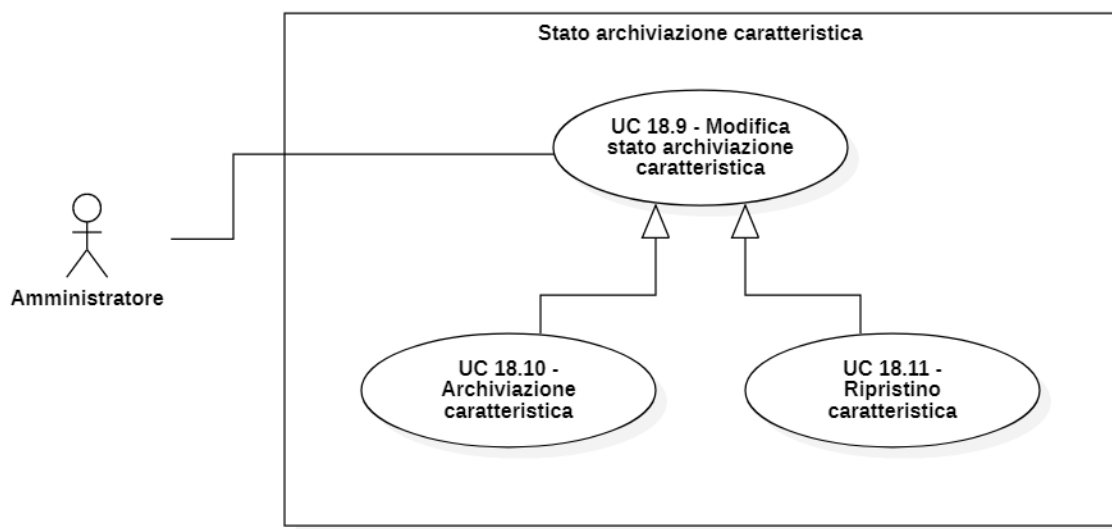 Stato archiviazione caratteristica
UC 18.9 - Modifica
stato archiviazione
caratteristica
Amministratore
UC 18.10 -
Archiviazione
caratteristica
UC 18.11 -
Ripristino
caratteristica